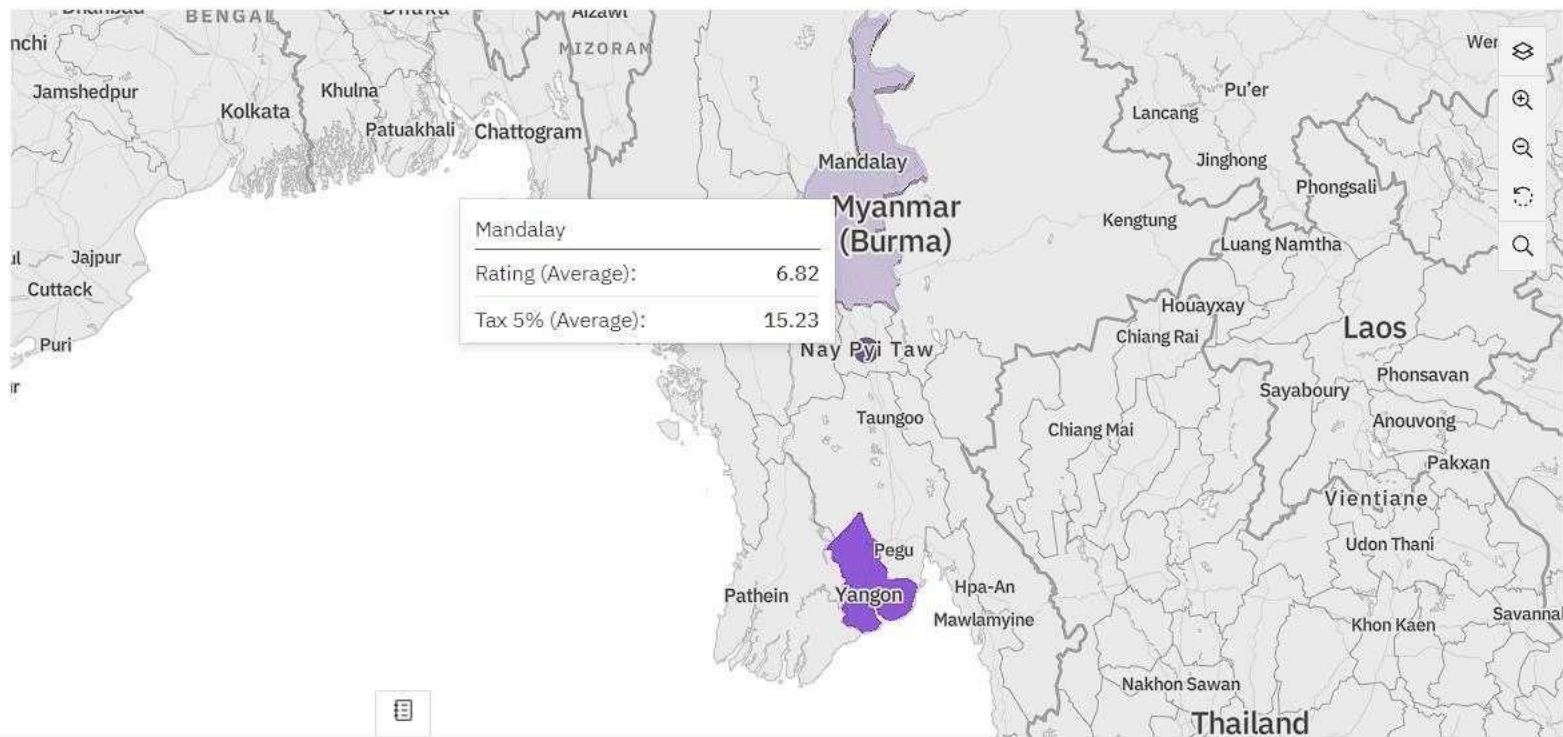 BENGAL
Aizawl
MIZORAM
Jamshedpur
Kolkata
Khulna
Patuakhali
Chattogram
Mandalay
Lancang
Pu'er
Jinghong
Phongsali
Myanmar
(Burma)
Kengtung
Luang Namtha
Mandalay
Rating (Average): 6.82
Tax 5% (Average): 15.23
Jajpur
Cuttack
Puri
Houayxay
Chiang Rai
Laos
Nay Pyi Taw
Phonsavan
Sayaboury
Taungoo
Chiang Mai
Anouvong
Pakxan
Vientiane
Pegu
Udon Thani
Pathein
Yangon
Hpa-An
Mawlamyine
Khon Kaen
Nakhon Sawan
Thailand